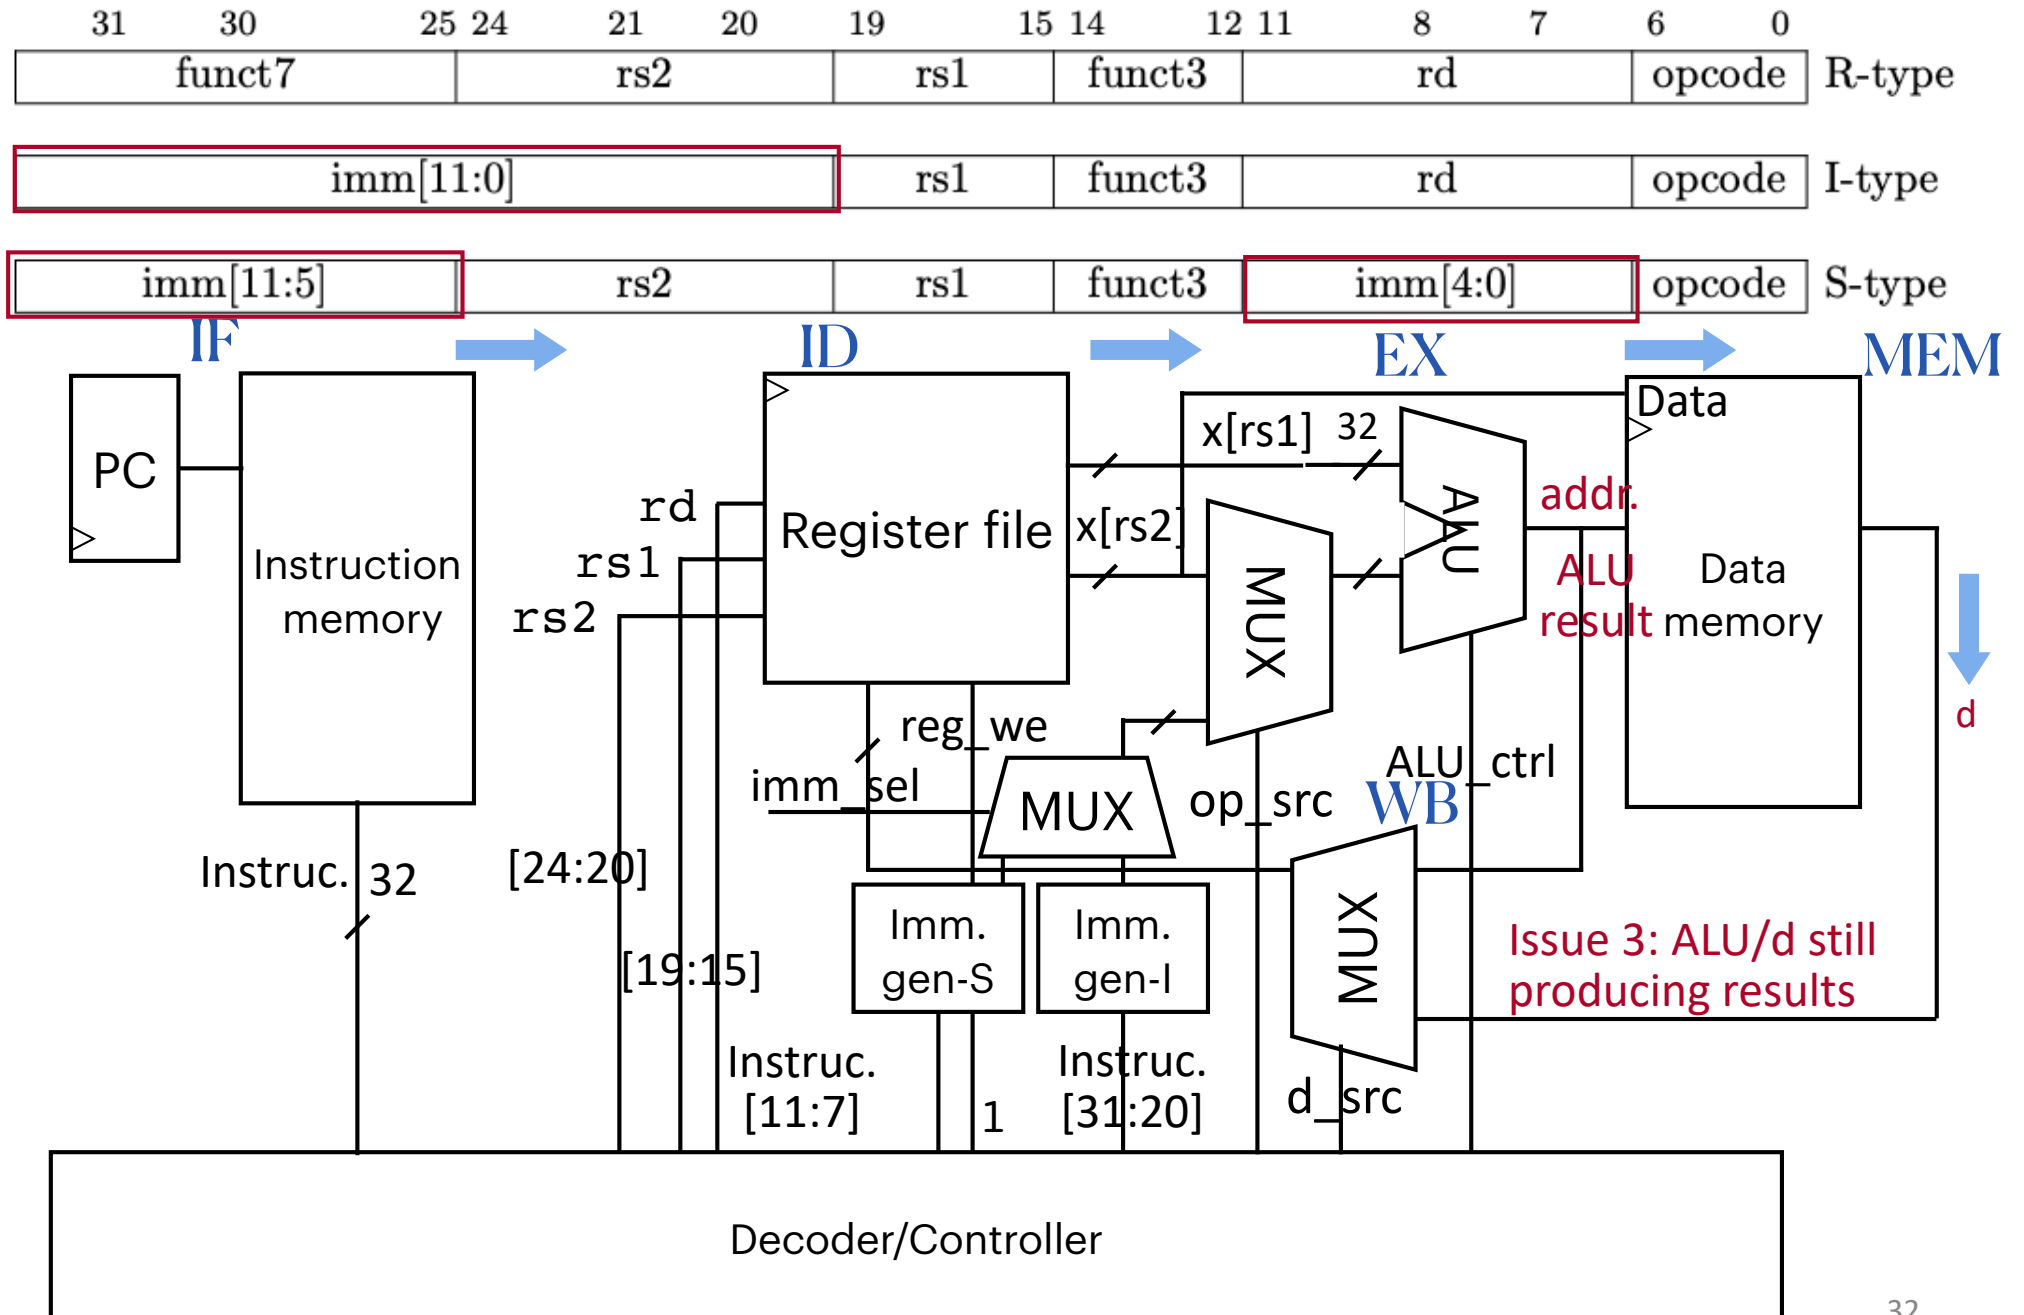 31 30 25 24 21 20 19 15 14 12 11 8 7 6 0
funct7 rs2 rs1 funct3 rd opcode R-type
imm[11:0] rs1 funct3 rd opcode I-type
imm[11:5] rs2 rs1 funct3 imm[4:0] opcode S-type
IF ID EX MEM
PC
Instruction
memory
Instruc. 32
rd
rs1
rs2
[24:20]
[19:15]
Register file
x[rs1] 32
x[rs2]
MUX
ALU
Data
addr.
ALU
result
Data
memory
d
reg_we
imm_sel
MUX
op_src
ALU_ctrl
WB
Imm.
gen-S
Imm.
gen-I
MUX
Issue 3: ALU/d still
producing results
Instruc.
[11:7]
1
Instruc.
[31:20]
d_src
Decoder/Controller
32